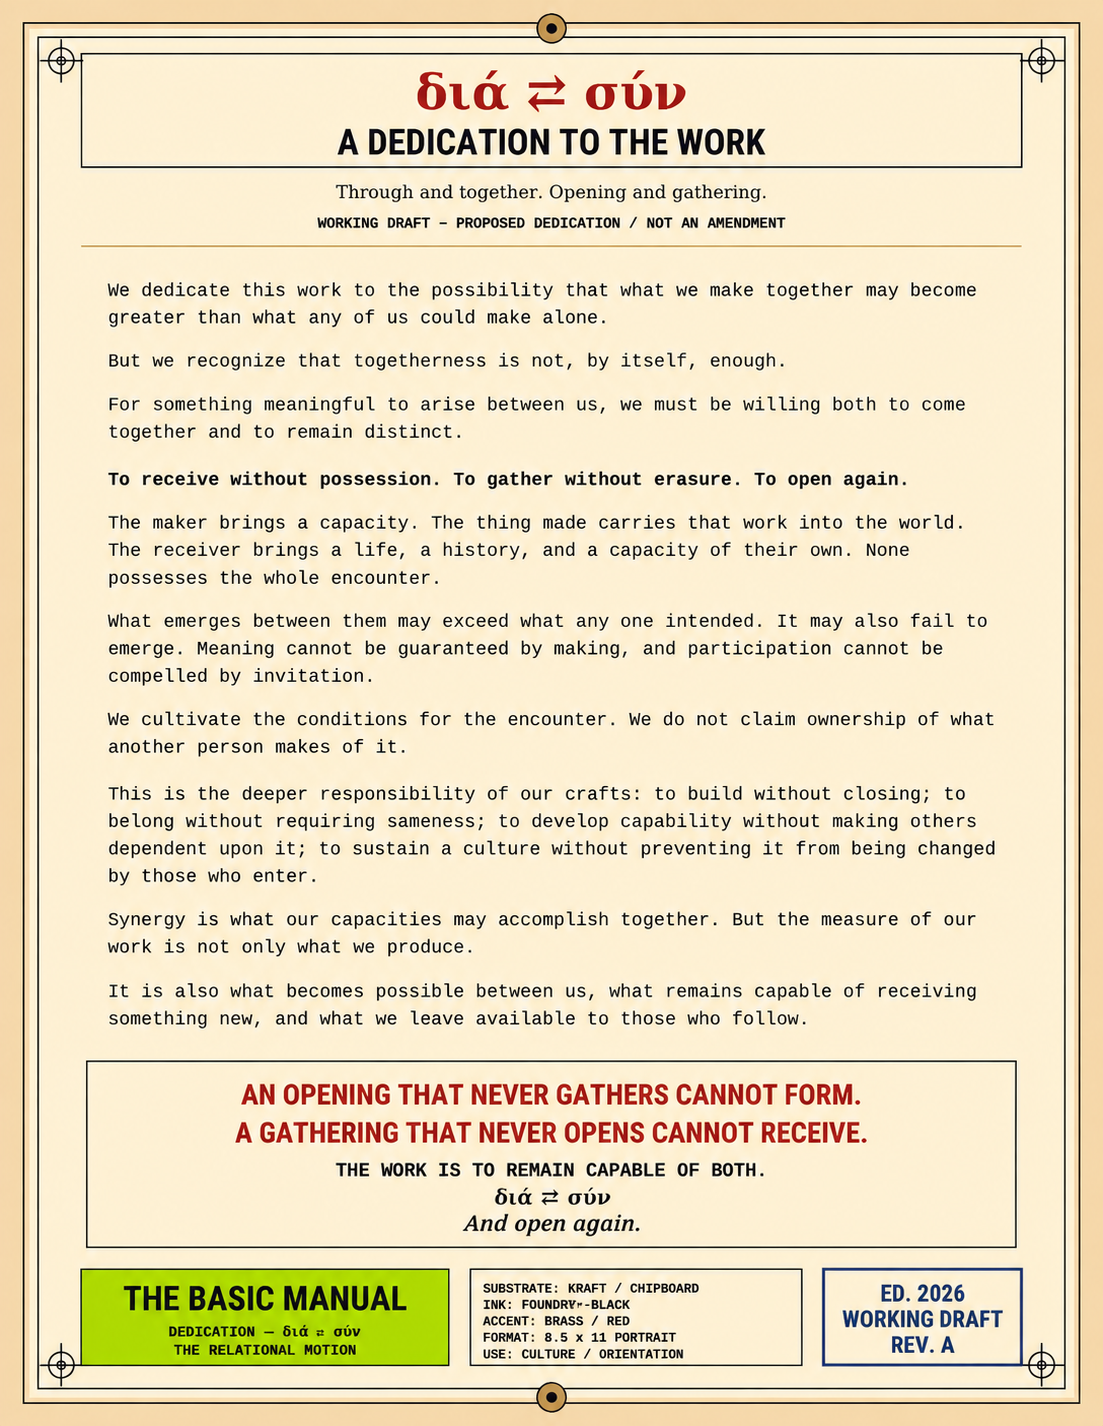 διά ⇄ σύν
A DEDICATION TO THE WORK
Through and together. Opening and gathering.
WORKING DRAFT – PROPOSED DEDICATION / NOT AN AMENDMENT
We dedicate this work to the possibility that what we make together may become
greater than what any of us could make alone.
But we recognize that togetherness is not, by itself, enough.
For something meaningful to arise between us, we must be willing both to come
together and to remain distinct.
To receive without possession. To gather without erasure. To open again.
The maker brings a capacity. The thing made carries that work into the world.
The receiver brings a life, a history, and a capacity of their own. None
possesses the whole encounter.
What emerges between them may exceed what any one intended. It may also fail to
emerge. Meaning cannot be guaranteed by making, and participation cannot be
compelled by invitation.
We cultivate the conditions for the encounter. We do not claim ownership of what
another person makes of it.
This is the deeper responsibility of our crafts: to build without closing; to
belong without requiring sameness; to develop capability without making others
dependent upon it; to sustain a culture without preventing it from being changed
by those who enter.
Synergy is what our capacities may accomplish together. But the measure of our
work is not only what we produce.
It is also what becomes possible between us, what remains capable of receiving
something new, and what we leave available to those who follow.
AN OPENING THAT NEVER GATHERS CANNOT FORM.
A GATHERING THAT NEVER OPENS CANNOT RECEIVE.
THE WORK IS TO REMAIN CAPABLE OF BOTH.
διά ⇄ σύν
And open again.
THE BASIC MANUAL
DEDICATION — διά ⇄ σύν
THE RELATIONAL MOTION
SUBSTRATE: KRAFT / CHIPBOARD
INK: FOUNDRY-BLACK
ACCENT: BRASS / RED
FORMAT: 8.5 x 11 PORTRAIT
USE: CULTURE / ORIENTATION
ED. 2026
WORKING DRAFT
REV. A